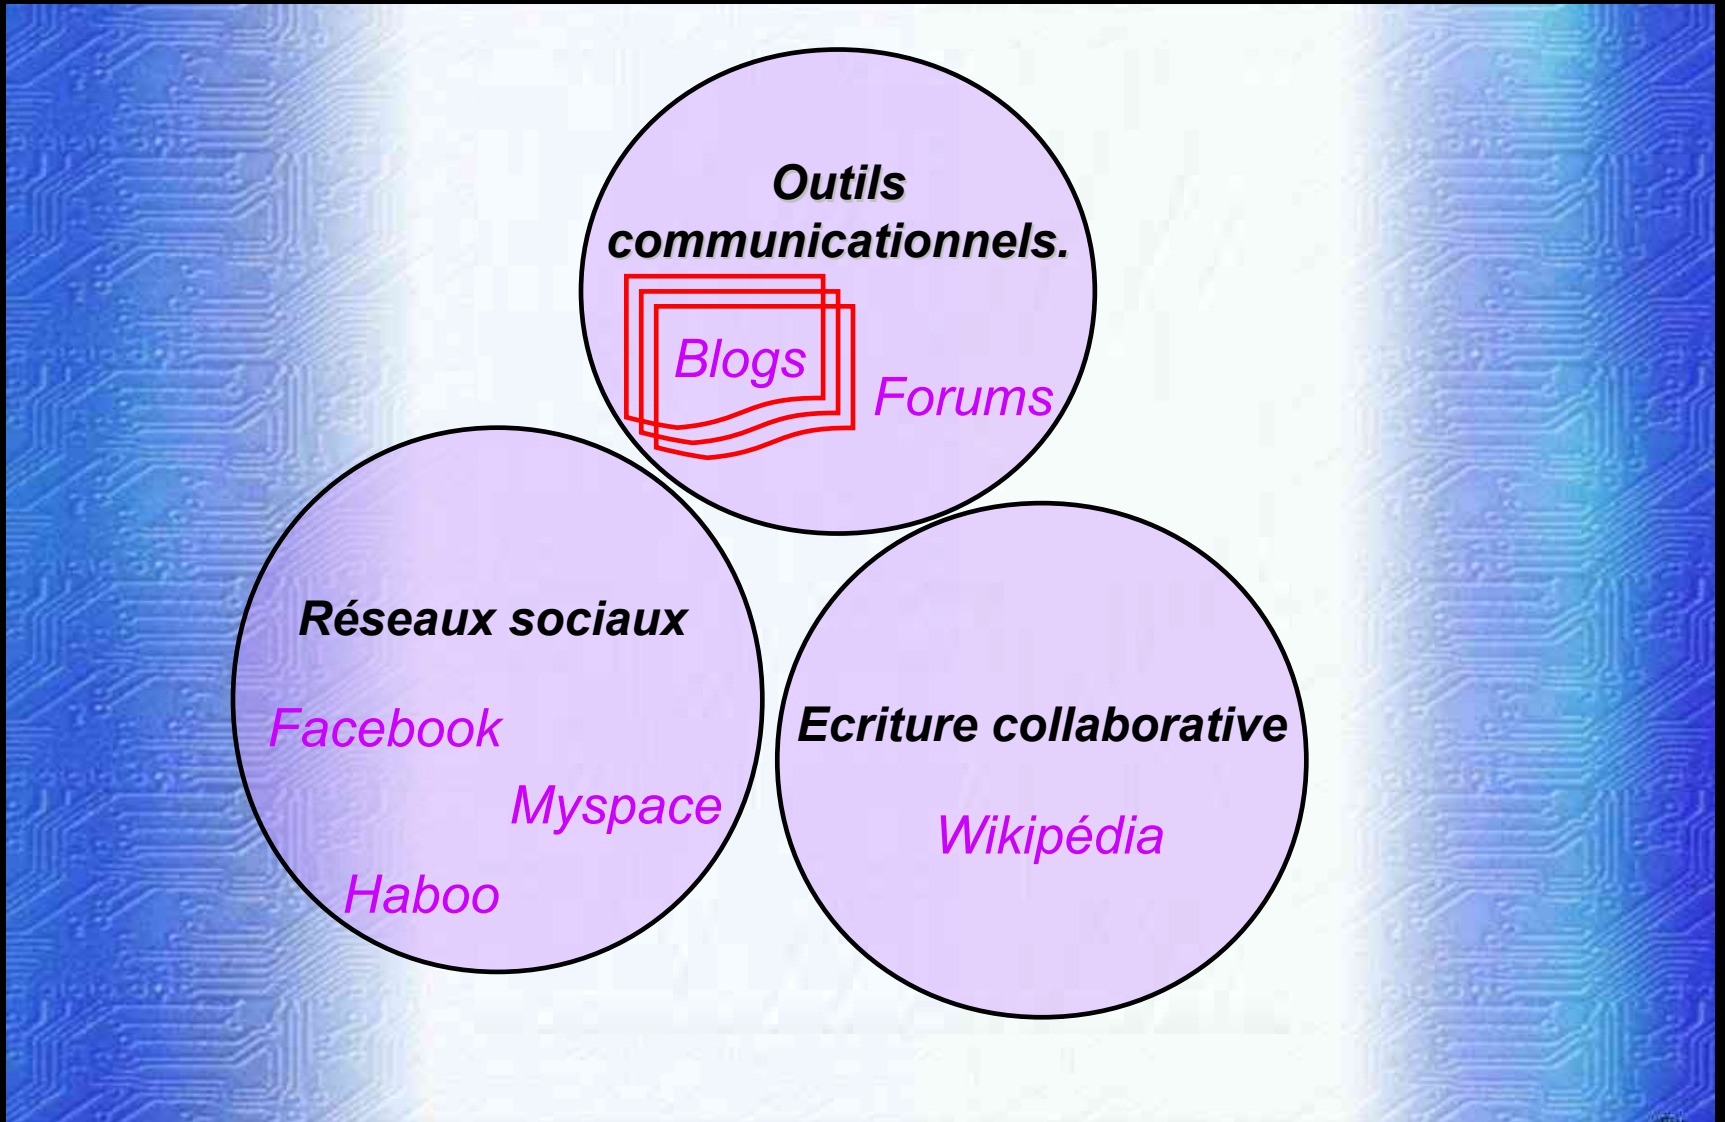 Outils
communicationnels.
Blogs
Forums
Réseaux sociaux
Facebook
Myspace
Haboo
Ecriture collaborative
Wikipédia